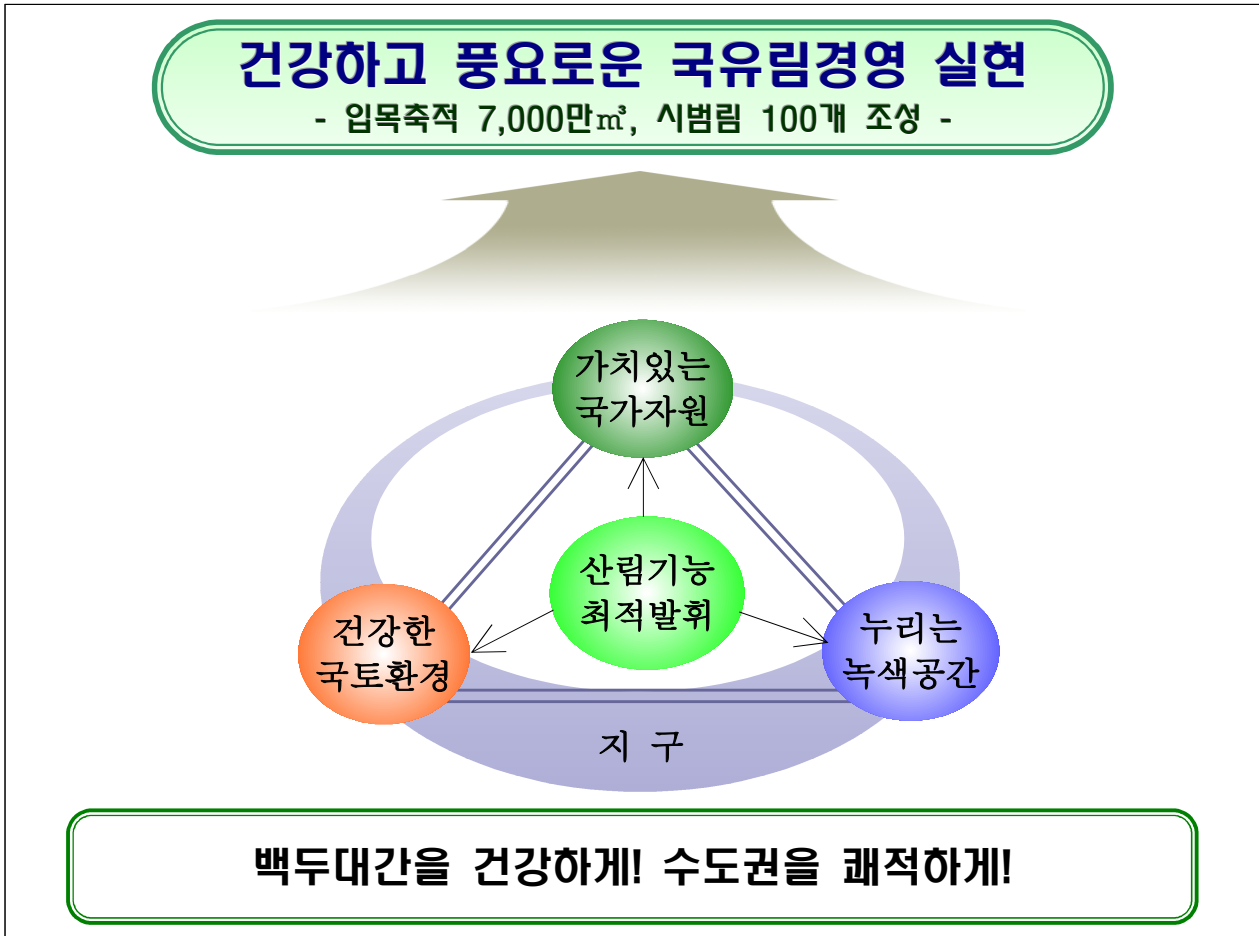 건강하고 풍요로운 국유림경영 실현
- 입목축적 7,000만㎥, 시범림 100개 조성 -
가치있는
국가자원
산림기능
최적발휘
건강한
국토환경
누리는
녹색공간
지 구
백두대간을 건강하게! 수도권을 쾌적하게!